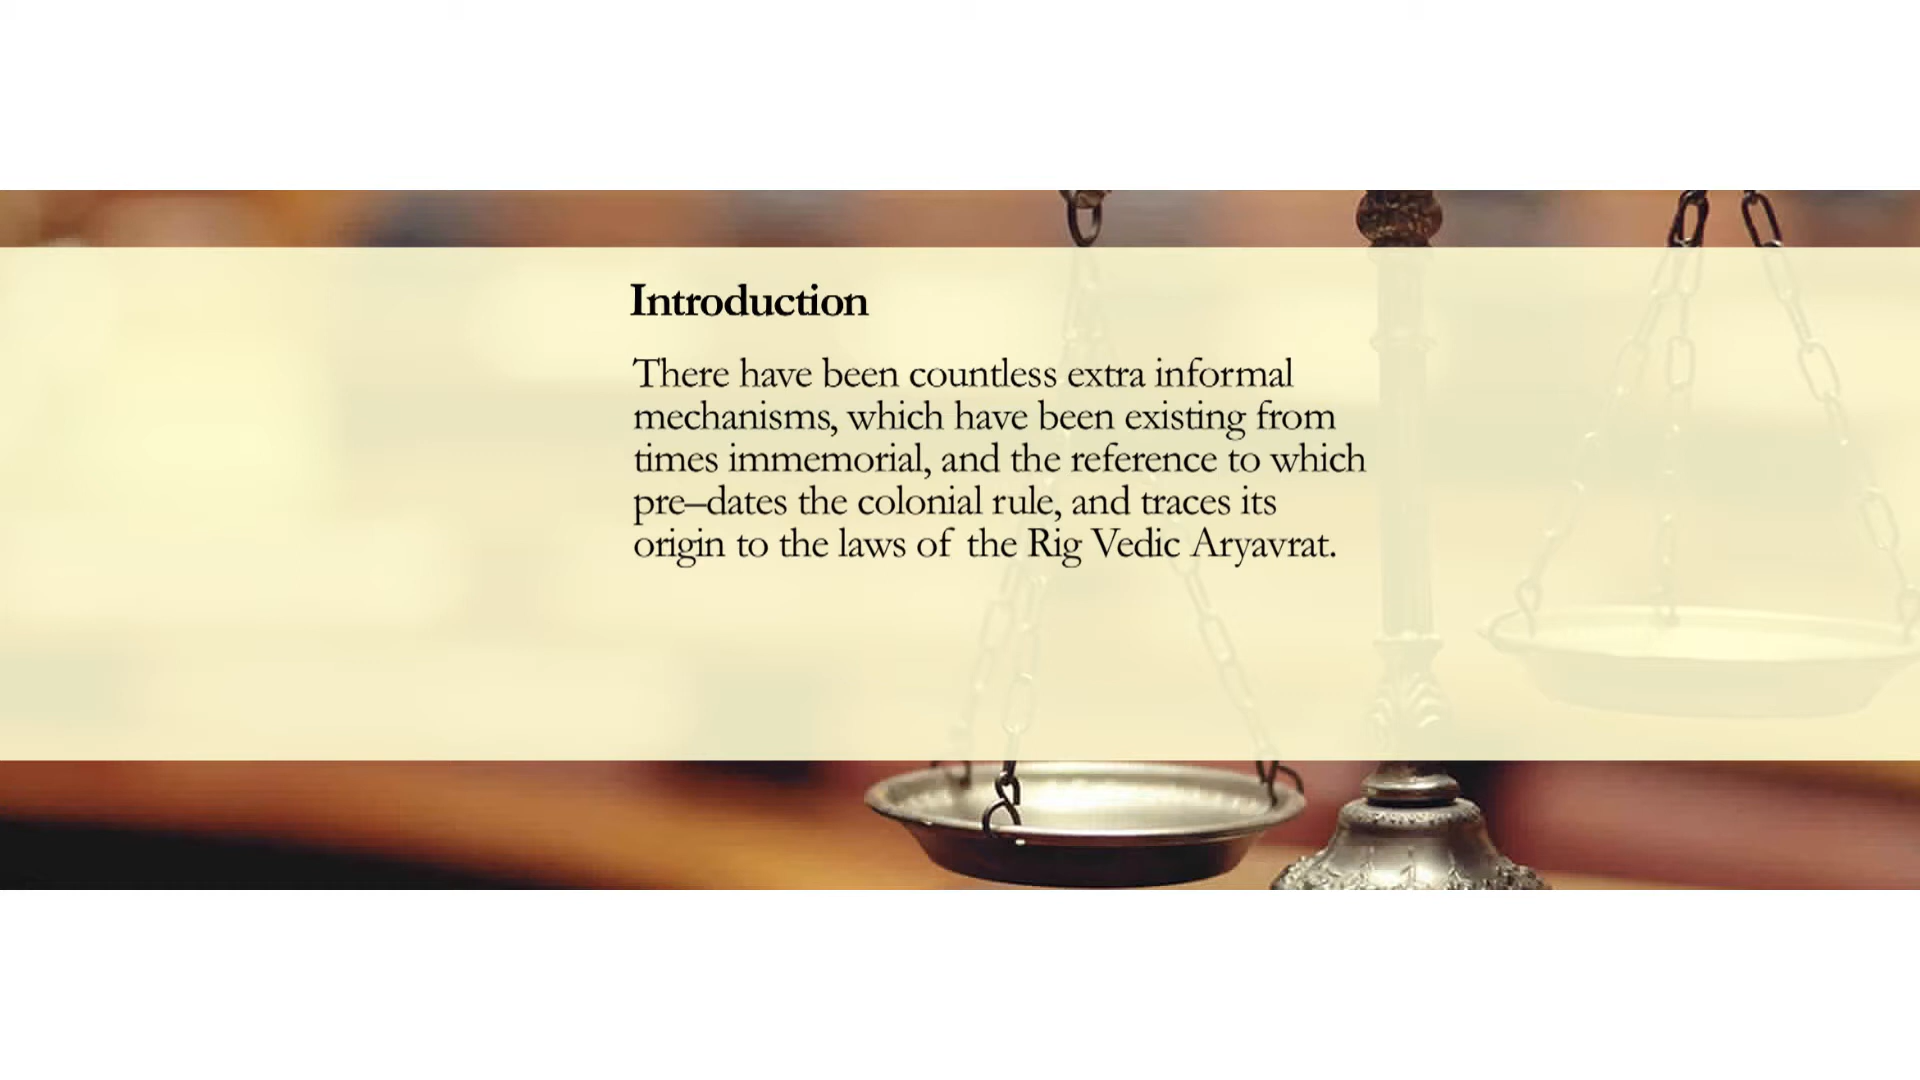 Introduction
There have been countless extra informal
mechanisms, which have been existing from
times immemorial, and the reference to which
pre–dates the colonial rule, and traces its
origin to the laws of the Rig Vedic Aryavrat.